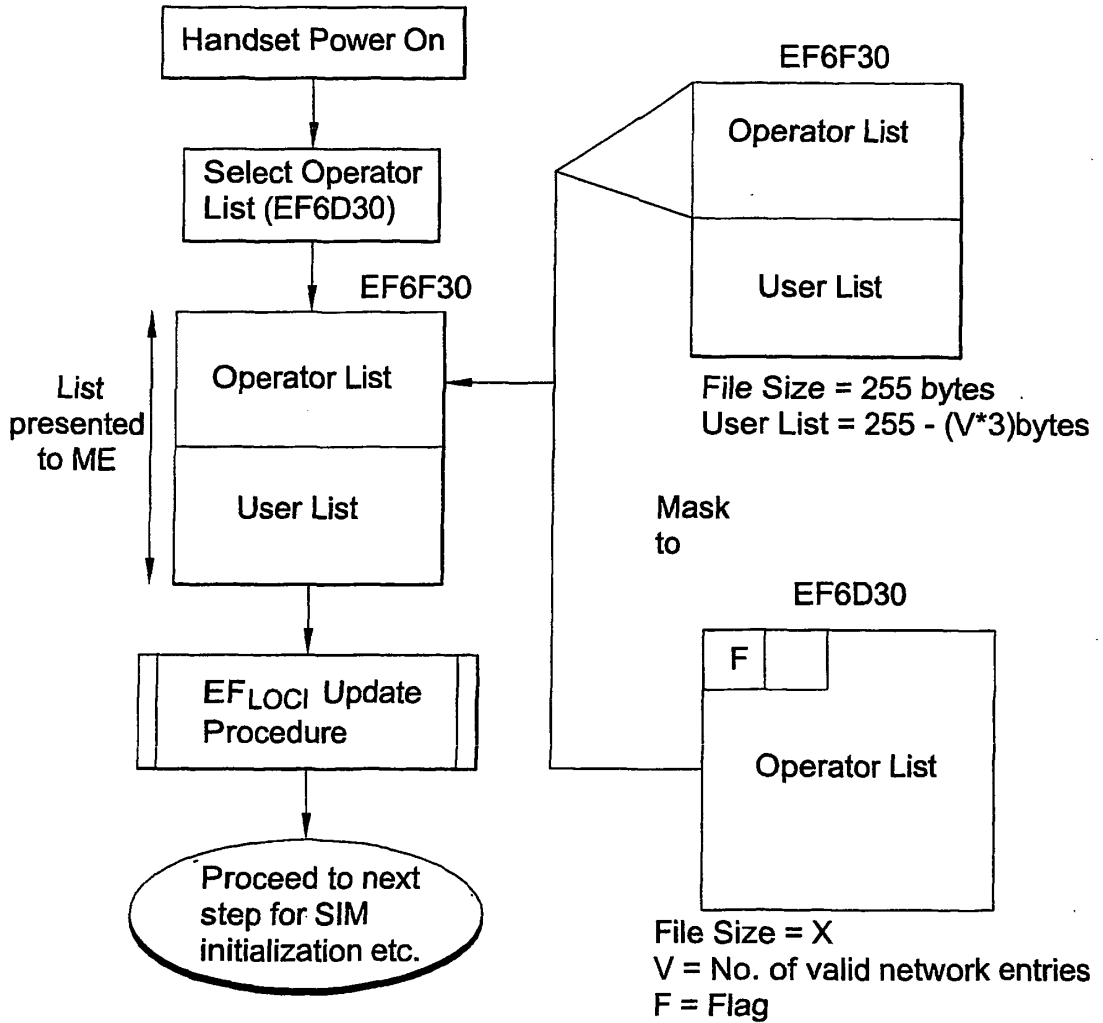 Handset Power On
Select Operator
List (EF6D30)
EF6F30
Operator List
User List
List
presented
to ME
EFLOCI Update
Procedure
Proceed to next
step for SIM
initialization etc.
EF6F30
Operator List
User List
File Size = 255 bytes
User List = 255 - (V*3)bytes
Mask
to
EF6D30
F
Operator List
File Size = X
V = No. of valid network entries
F = Flag